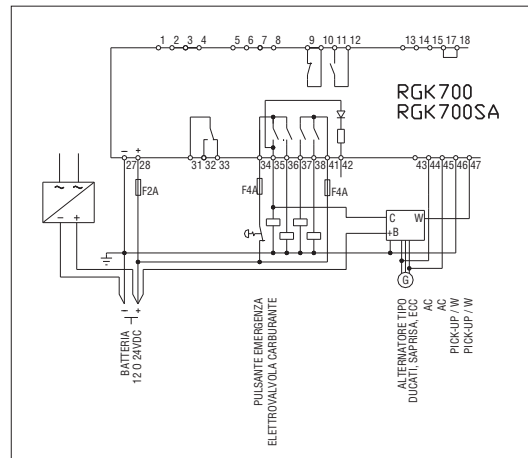 1 2 3 4 5 6 7 8 9 10 11 12 13 14 15 17 18
RGK700
RGK700SA
– +
27 28 31 32 33 34 35 36 37 38 41 42 43 44 45 46 47
~ ~
– +
F2A
F4A
F4A
C W
+B
G
– +
BATTERIA
12 O 24VDC
PULSANTE EMERGENZA
ELETTROVALVOLA CARBURANTE
ALTERNATORE TIPO
DUCATI, SAPRISA, ECC
AC
AC
PICK-UP / W
PICK-UP / W